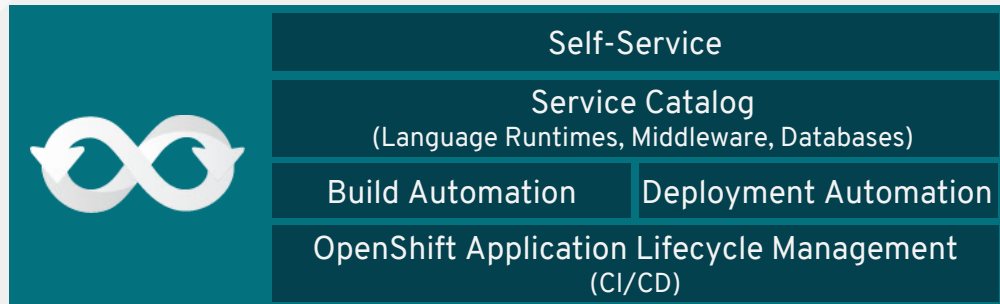 Self-Service
Service Catalog
(Language Runtimes, Middleware, Databases)
Build Automation
Deployment Automation
OpenShift Application Lifecycle Management
(CI/CD)